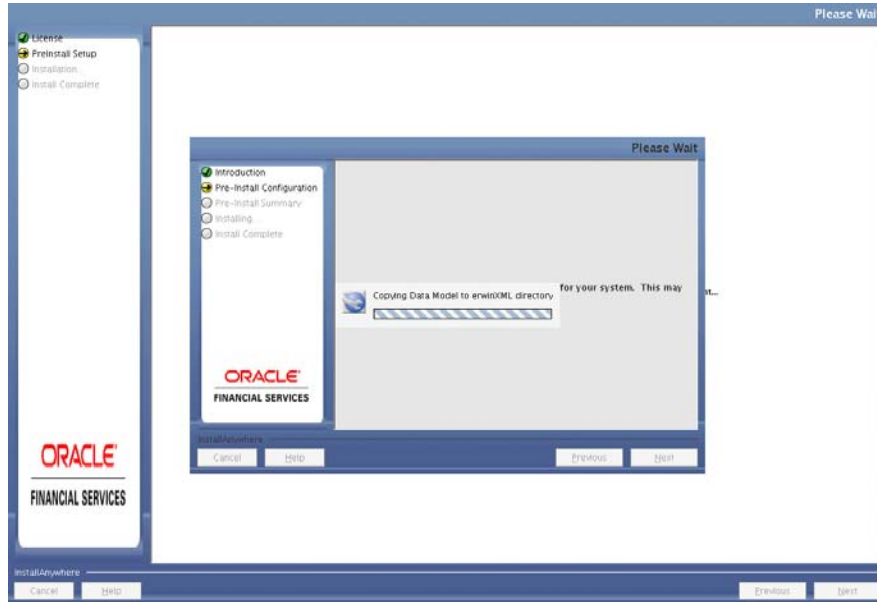 Please Wai
License
Preinstall Setup
Installation...
Install Complete
Please Wait
Introduction
Pre-Install Configuration
Pre-Install Summary
Installing...
Install Complete
Copying Data Model to erwinXML directory
for your system. This may
nt...
ORACLE
FINANCIAL SERVICES
InstallAnywhere
Cancel
Help
Previous
Next
ORACLE
FINANCIAL SERVICES
InstallAnywhere
Cancel
Help
Previous
Next